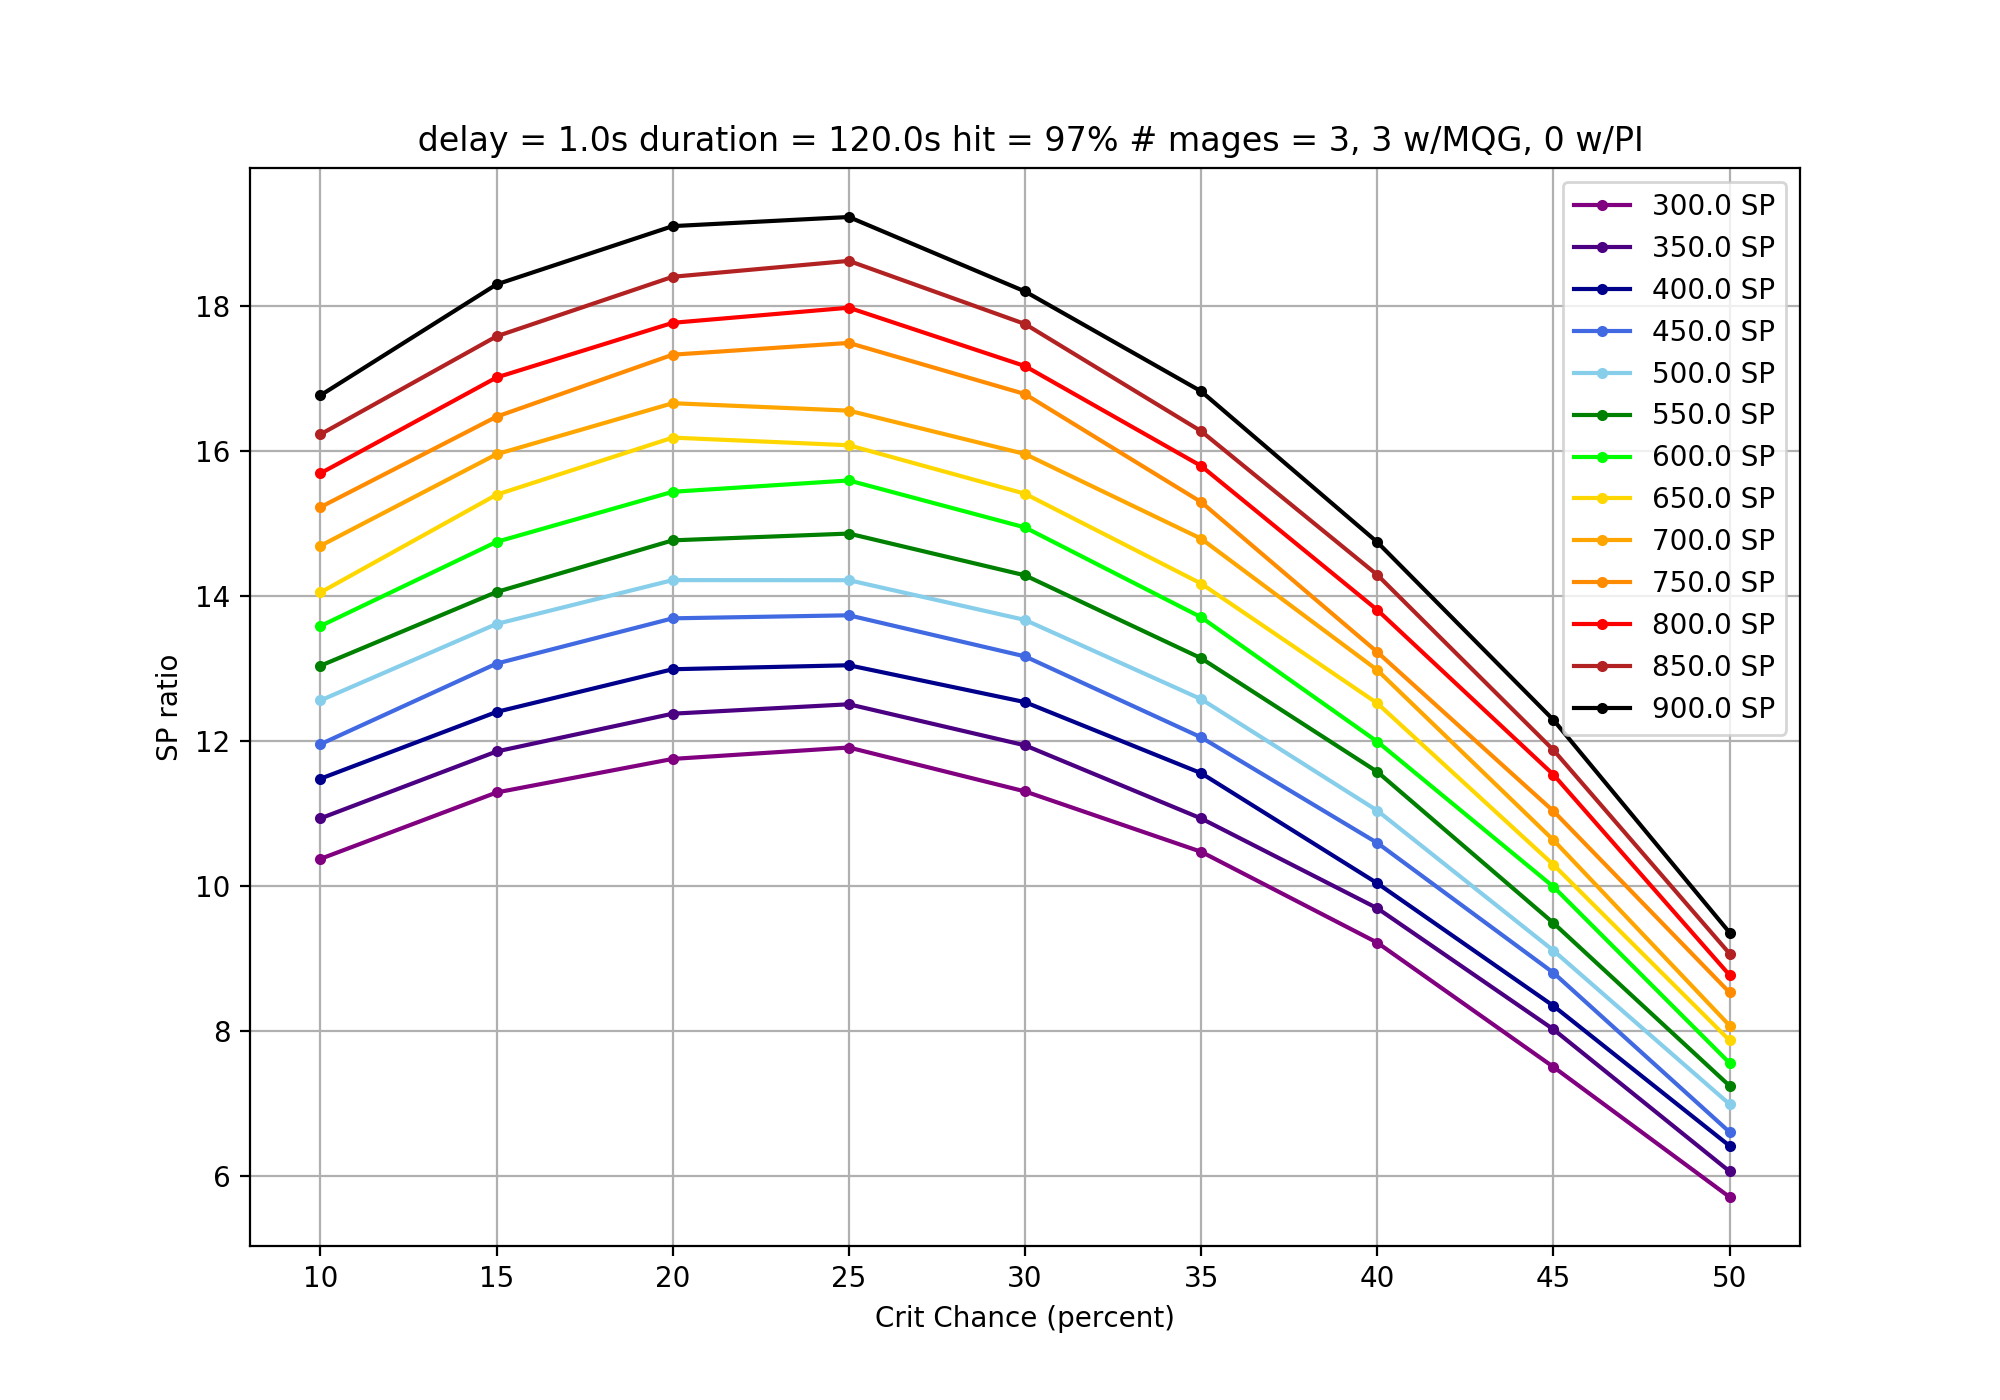 delay = 1.0s duration = 120.0s hit = 97% # mages = 3, 3 w/MQG, 0 w/PI
300.0 SP
350.0 SP
400.0 SP
450.0 SP
500.0 SP
550.0 SP
600.0 SP
650.0 SP
700.0 SP
750.0 SP
800.0 SP
850.0 SP
900.0 SP
SP ratio
18
16
14
12
10
8
6
10 15 20 25 30 35 40 45 50
Crit Chance (percent)